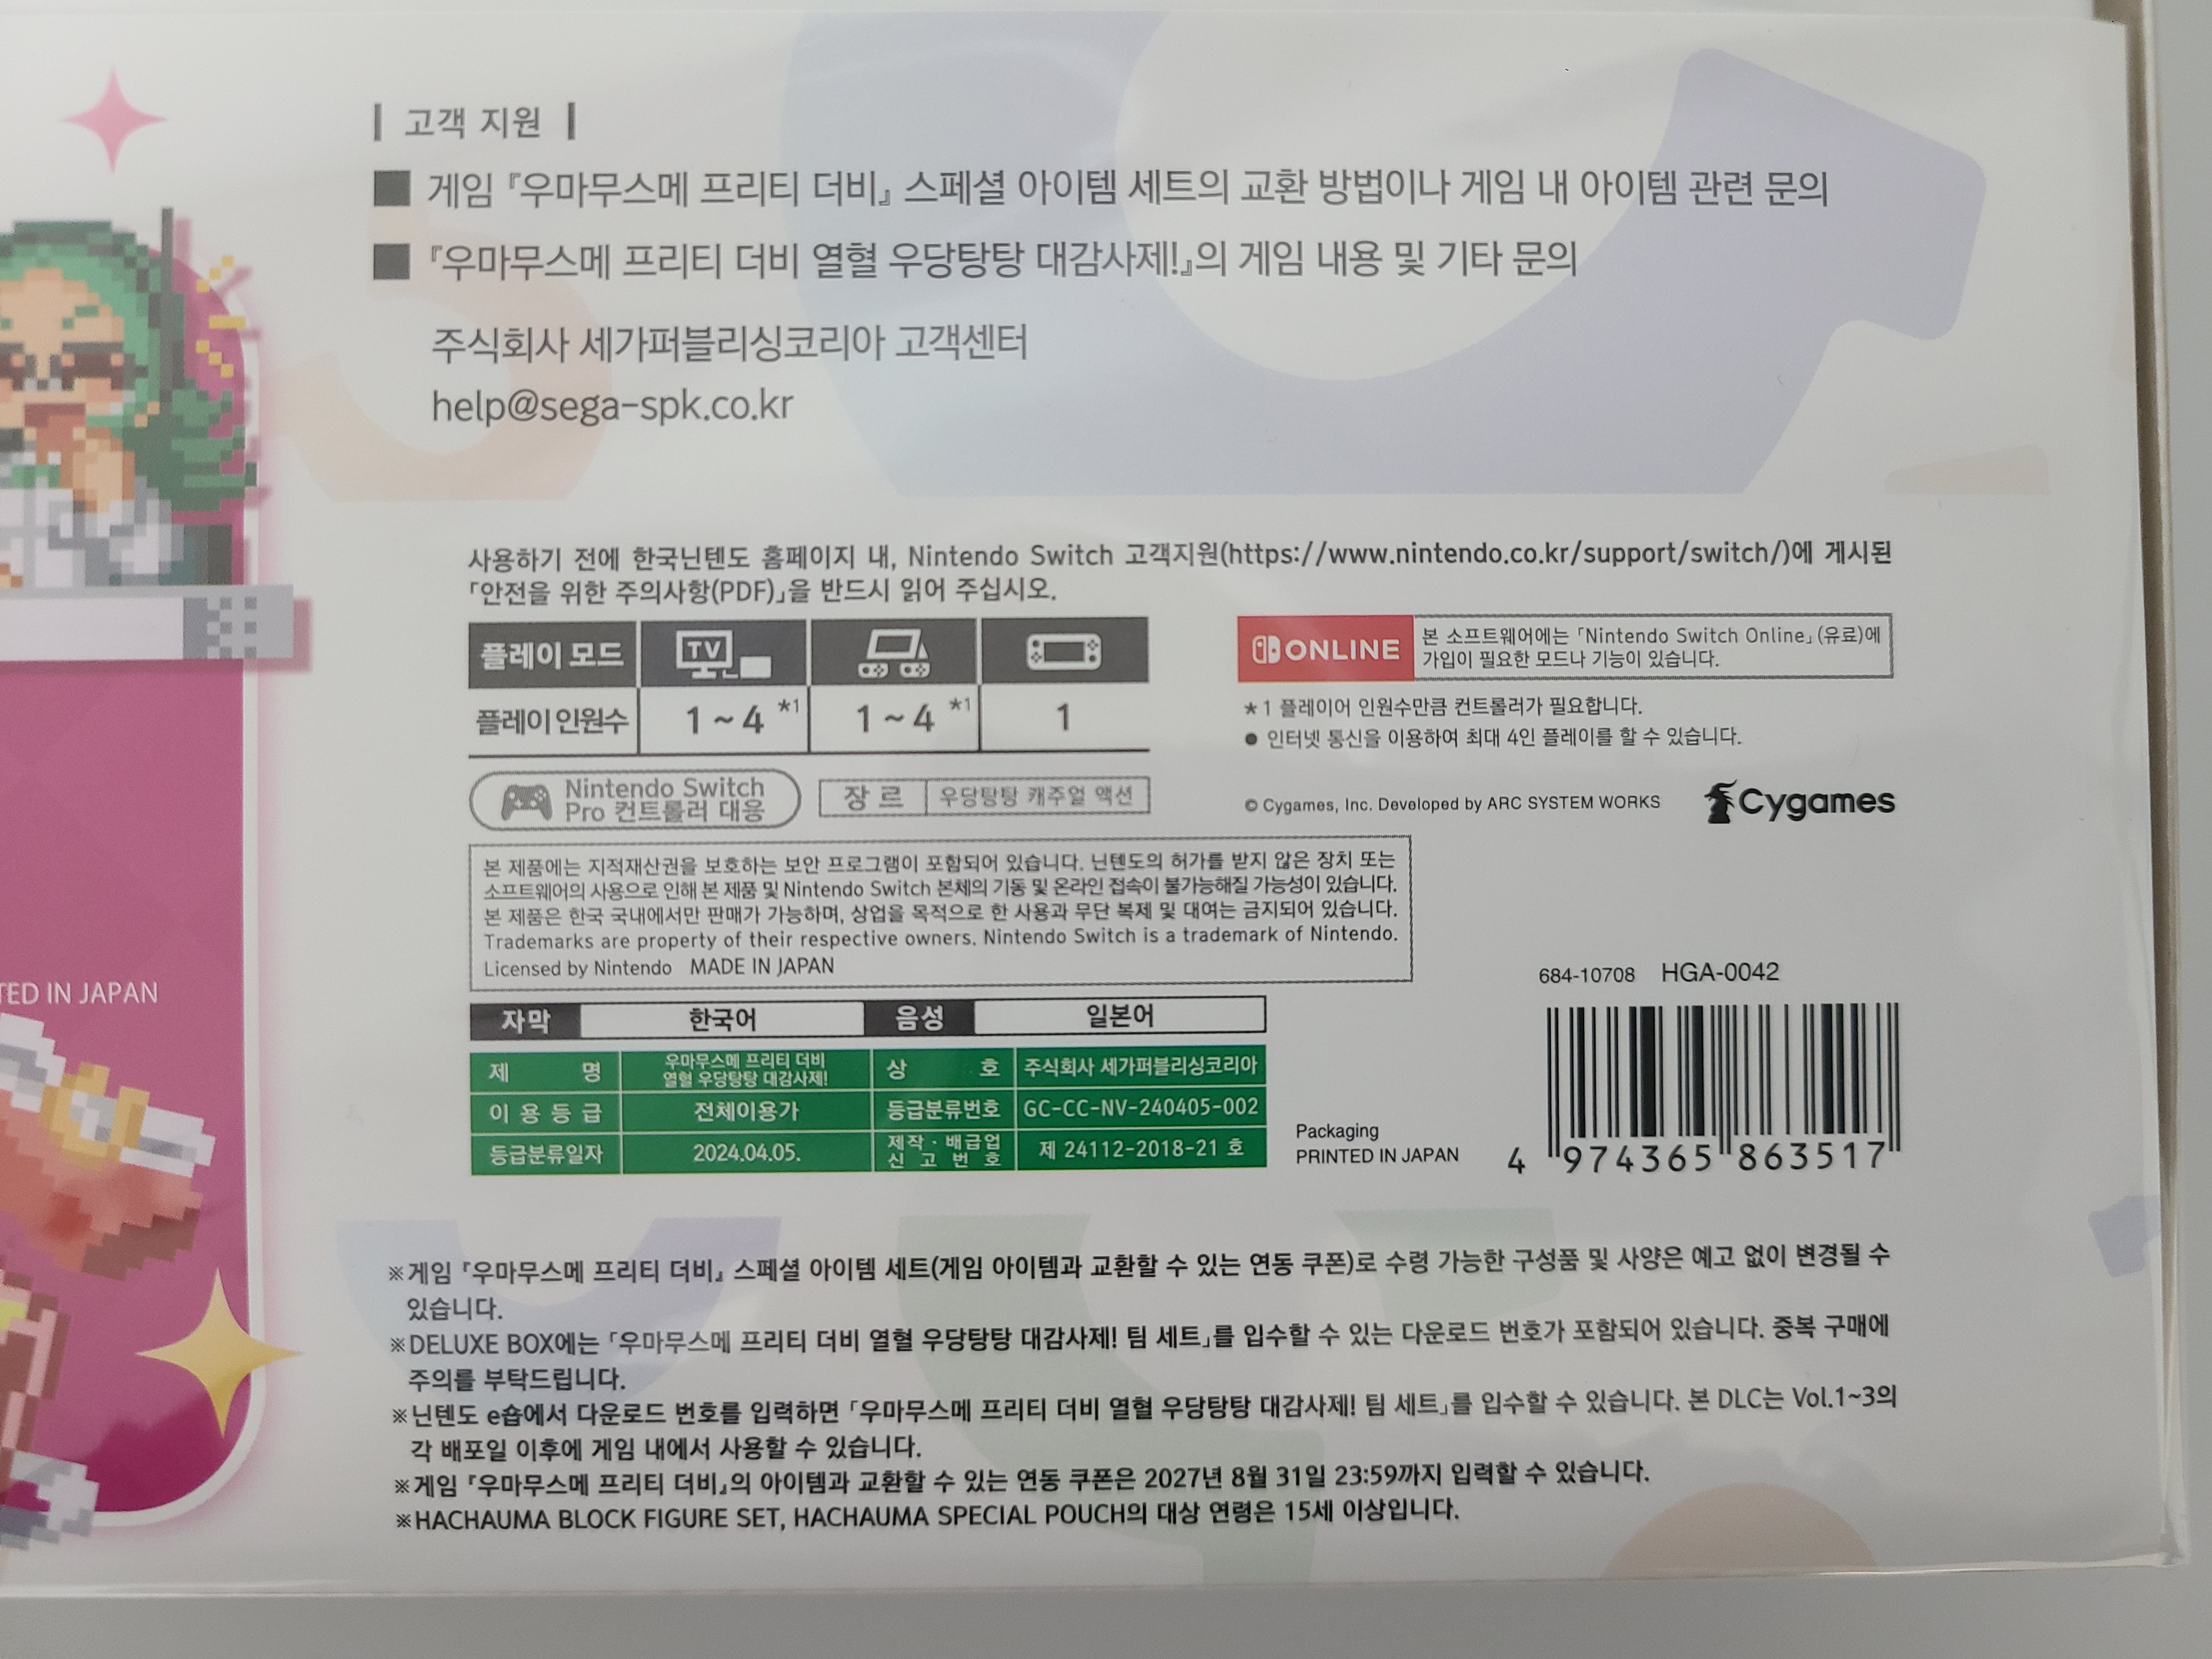 | 고객 지원 |
■ 게임 『우마무스메 프리티 더비』 스페셜 아이템 세트의 교환 방법이나 게임 내 아이템 관련 문의
■ 『우마무스메 프리티 더비 열혈 우당탕탕 대감사제!』의 게임 내용 및 기타 문의
주식회사 세가퍼블리싱코리아 고객센터
help@sega-spk.co.kr
사용하기 전에 한국닌텐도 홈페이지 내, Nintendo Switch 고객지원(https://www.nintendo.co.kr/support/switch/)에 게시된
「안전을 위한 주의사항(PDF)」을 반드시 읽어 주십시오.
플레이 모드 TV
플레이 인원수 1~4 *1 1~4 *1 1
ONLINE
본 소프트웨어에는 「Nintendo Switch Online」 (유료)에
가입이 필요한 모드나 기능이 있습니다.
*1 플레이어 인원수만큼 컨트롤러가 필요합니다.
● 인터넷 통신을 이용하여 최대 4인 플레이를 할 수 있습니다.
Nintendo Switch
Pro 컨트롤러 대응
장르 우당탕탕 캐주얼 액션
© Cygames, Inc. Developed by ARC SYSTEM WORKS
Cygames
본 제품에는 지적재산권을 보호하는 보안 프로그램이 포함되어 있습니다. 닌텐도의 허가를 받지 않은 장치 또는
소프트웨어의 사용으로 인해 본 제품 및 Nintendo Switch 본체의 기동 및 온라인 접속이 불가능해질 가능성이 있습니다.
본 제품은 한국 국내에서만 판매가 가능하며, 상업을 목적으로 한 사용과 무단 복제 및 대여는 금지되어 있습니다.
Trademarks are property of their respective owners. Nintendo Switch is a trademark of Nintendo.
Licensed by Nintendo MADE IN JAPAN
TED IN JAPAN
684-10708 HGA-0042
자막 한국어 음성 일본어
제 명 우마무스메 프리티 더비
열혈 우당탕탕 대감사제!
상 호 주식회사 세가퍼블리싱코리아
이용등급 전체이용가 등급분류번호 GC-CC-NV-240405-002
등급분류일자 2024.04.05. 제작·배급업
신고번호 제 24112-2018-21 호
Packaging
PRINTED IN JAPAN
4 974365 863517
※게임 『우마무스메 프리티 더비』 스페셜 아이템 세트(게임 아이템과 교환할 수 있는 연동 쿠폰)로 수령 가능한 구성품 및 사양은 예고 없이 변경될 수
있습니다.
※DELUXE BOX에는 「우마무스메 프리티 더비 열혈 우당탕탕 대감사제! 팀 세트」를 입수할 수 있는 다운로드 번호가 포함되어 있습니다. 중복 구매에
주의를 부탁드립니다.
※닌텐도 e숍에서 다운로드 번호를 입력하면 「우마무스메 프리티 더비 열혈 우당탕탕 대감사제! 팀 세트」를 입수할 수 있습니다. 본 DLC는 Vol.1~3의
각 배포일 이후에 게임 내에서 사용할 수 있습니다.
※게임 『우마무스메 프리티 더비』의 아이템과 교환할 수 있는 연동 쿠폰은 2027년 8월 31일 23:59까지 입력할 수 있습니다.
※HACHAUMA BLOCK FIGURE SET, HACHAUMA SPECIAL POUCH의 대상 연령은 15세 이상입니다.